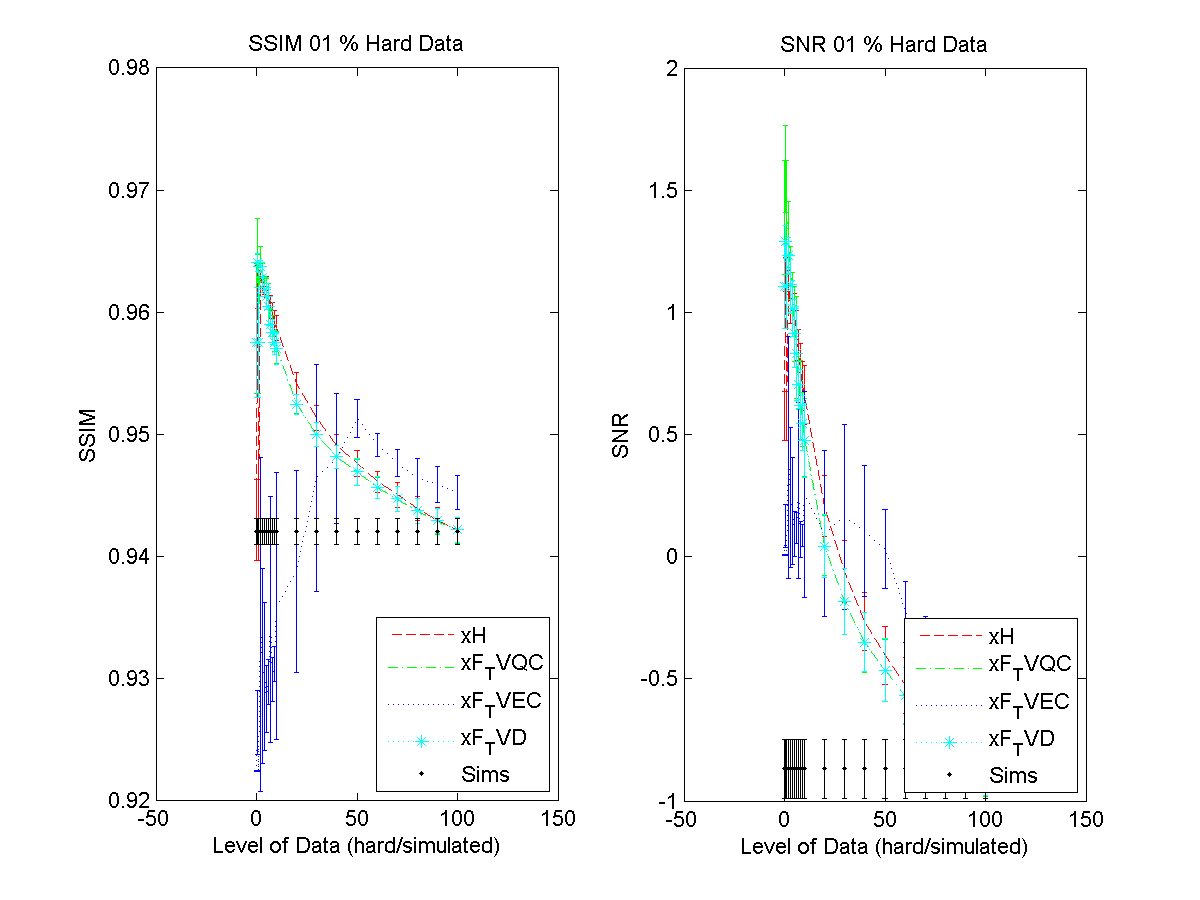 SSIM 01 % Hard Data
0.98
0.97
0.96
0.95
0.94
0.93
0.92
SSIM
-50
0
50
100
150
Level of Data (hard/simulated)
xH
xF_TVQC
xF_TVEC
xF_TVD
Sims
SNR 01 % Hard Data
2
1.5
1
0.5
0
-0.5
-1
SNR
-50
0
50
100
150
Level of Data (hard/simulated)
xH
xF_TVQC
xF_TVEC
xF_TVD
Sims